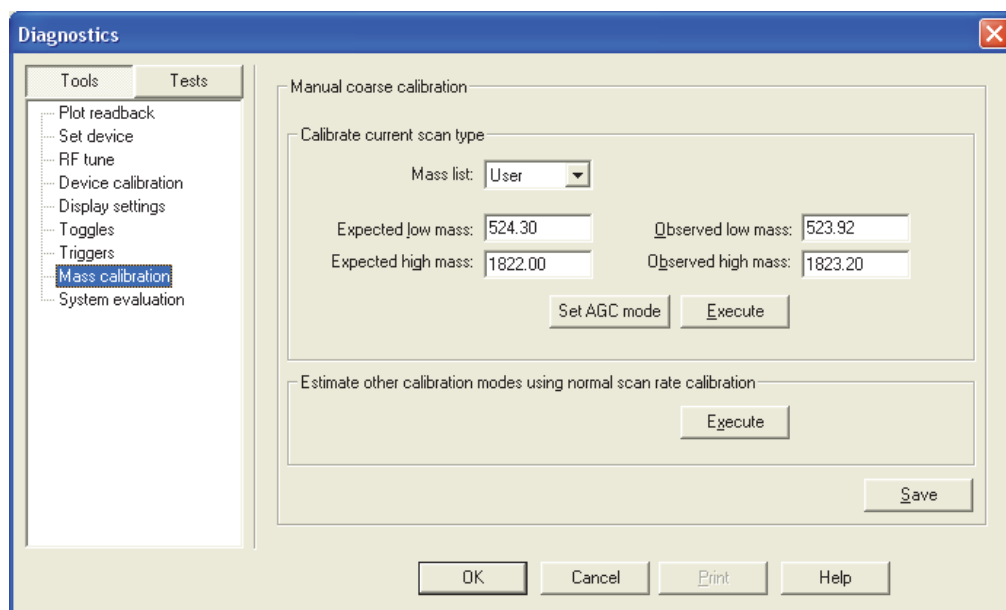 Diagnostics
Tools Tests
Plot readback
Set device
RF tune
Device calibration
Display settings
Toggles
Triggers
Mass calibration
System evaluation
Manual coarse calibration
Calibrate current scan type
Mass list: User
Expected low mass: 524.30 Observed low mass: 523.92
Expected high mass: 1822.00 Observed high mass: 1823.20
Set AGC mode Execute
Estimate other calibration modes using normal scan rate calibration
Execute
Save
OK Cancel Print Help